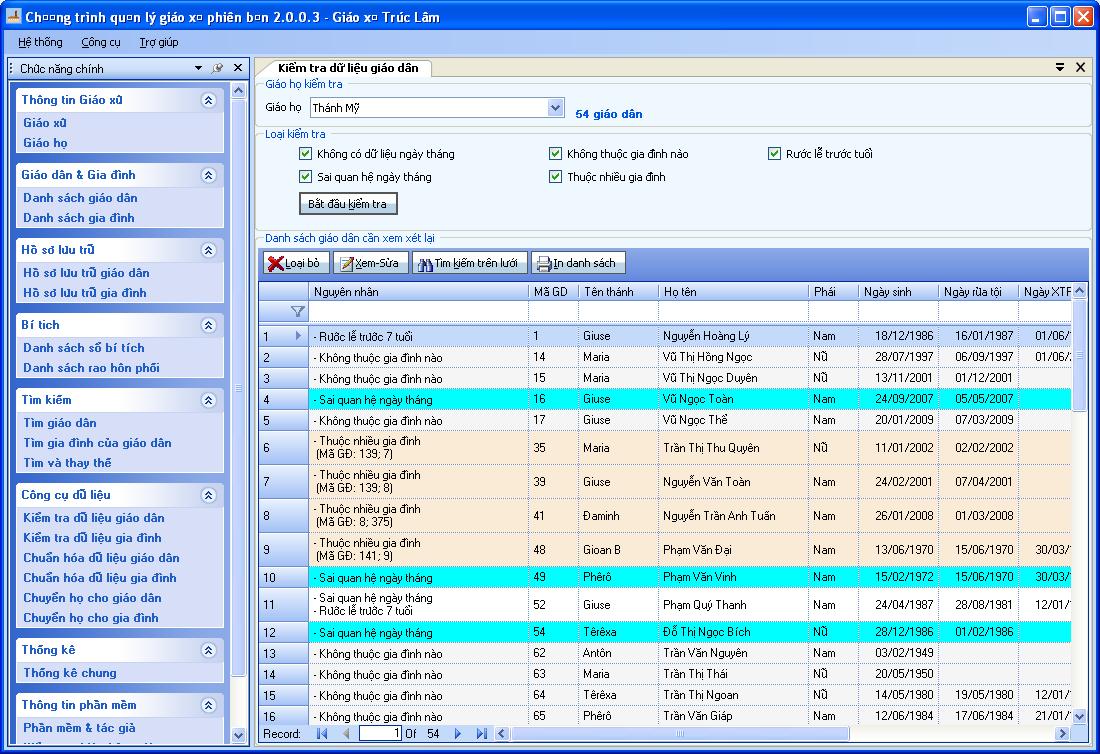 Ch¤¤ng trình qu¤n lý giáo x¤ phiên b¤n 2.0.0.3 - Giáo x¤ Trúc Lâm
Hệ thống Công cụ Trợ giúp
Chức năng chính
Thông tin Giáo xứ
Giáo xứ
Giáo họ
Giáo dân & Gia đình
Danh sách giáo dân
Danh sách gia đình
Hồ sơ lưu trữ
Hồ sơ lưu trữ giáo dân
Hồ sơ lưu trữ gia đình
Bí tích
Danh sách sổ bí tích
Danh sách rao hôn phối
Tìm kiếm
Tìm giáo dân
Tìm gia đình của giáo dân
Tìm và thay thế
Công cụ dữ liệu
Kiểm tra dữ liệu giáo dân
Kiểm tra dữ liệu gia đình
Chuẩn hóa dữ liệu giáo dân
Chuẩn hóa dữ liệu gia đình
Chuyển họ cho giáo dân
Chuyển họ cho gia đình
Thống kê
Thống kê chung
Thông tin phần mềm
Phần mềm & tác giả
Kiểm tra dữ liệu giáo dân
Giáo họ kiểm tra
Giáo họ Thánh Mỹ 54 giáo dân
Loại kiểm tra
Không có dữ liệu ngày tháng Không thuộc gia đình nào Rước lễ trước tuổi
Sai quan hệ ngày tháng Thuộc nhiều gia đình
Bắt đầu kiểm tra
Danh sách giáo dân cần xem xét lại
Loại bỏ Xem-Sửa Tìm kiếm trên lưới In danh sách
Nguyên nhân Mã GD Tên thánh Họ tên Phái Ngày sinh Ngày rửa tội Ngày XTF
1 - Rước lễ trước 7 tuổi 1 Giuse Nguyễn Hoàng Lý Nam 18/12/1986 16/01/1987 01/06/
2 - Không thuộc gia đình nào 14 Maria Vũ Thị Hồng Ngọc Nữ 28/07/1997 06/09/1997 01/06/
3 - Không thuộc gia đình nào 15 Maria Vũ Thị Ngọc Duyên Nữ 13/11/2001 01/12/2001
4 - Sai quan hệ ngày tháng 16 Giuse Vũ Ngọc Toàn Nam 24/09/2007 05/05/2007
5 - Không thuộc gia đình nào 17 Giuse Vũ Ngọc Thể Nam 20/01/2009 07/03/2009
6 - Thuộc nhiều gia đình 35 Maria Trần Thị Thu Quyên Nữ 11/01/2002 02/02/2002
(Mã GĐ: 139; 7)
7 - Thuộc nhiều gia đình 39 Giuse Nguyễn Văn Toàn Nam 24/02/2001 07/04/2001
(Mã GĐ: 139; 8)
8 - Thuộc nhiều gia đình 41 Đaminh Nguyễn Trần Anh Tuấn Nam 26/01/2008 01/03/2008
(Mã GĐ: 8; 375)
9 - Thuộc nhiều gia đình 48 Gioan B Phạm Văn Đại Nam 13/06/1970 15/06/1970 30/03/
(Mã GĐ: 141; 9)
10 - Sai quan hệ ngày tháng 49 Phêrô Phạm Văn Vinh Nam 15/02/1972 15/06/1970 30/03/
11 - Sai quan hệ ngày tháng 52 Giuse Phạm Quý Thanh Nam 24/04/1987 28/08/1981 12/01/
- Rước lễ trước 7 tuổi
12 - Sai quan hệ ngày tháng 54 Têrêxa Đỗ Thị Ngọc Bích Nữ 28/12/1986 01/02/1986
13 - Không thuộc gia đình nào 62 Antôn Trần Văn Nguyên Nam 03/02/1949
14 - Không thuộc gia đình nào 63 Maria Trần Thị Thái Nữ 20/05/1950
15 - Không thuộc gia đình nào 64 Têrêxa Trần Thị Ngoan Nữ 14/05/1980 19/05/1980 12/01/
16 - Không thuộc gia đình nào 65 Phêrô Trần Văn Giáp Nam 12/06/1984 17/06/1984 21/01/
Record: 1 Of 54